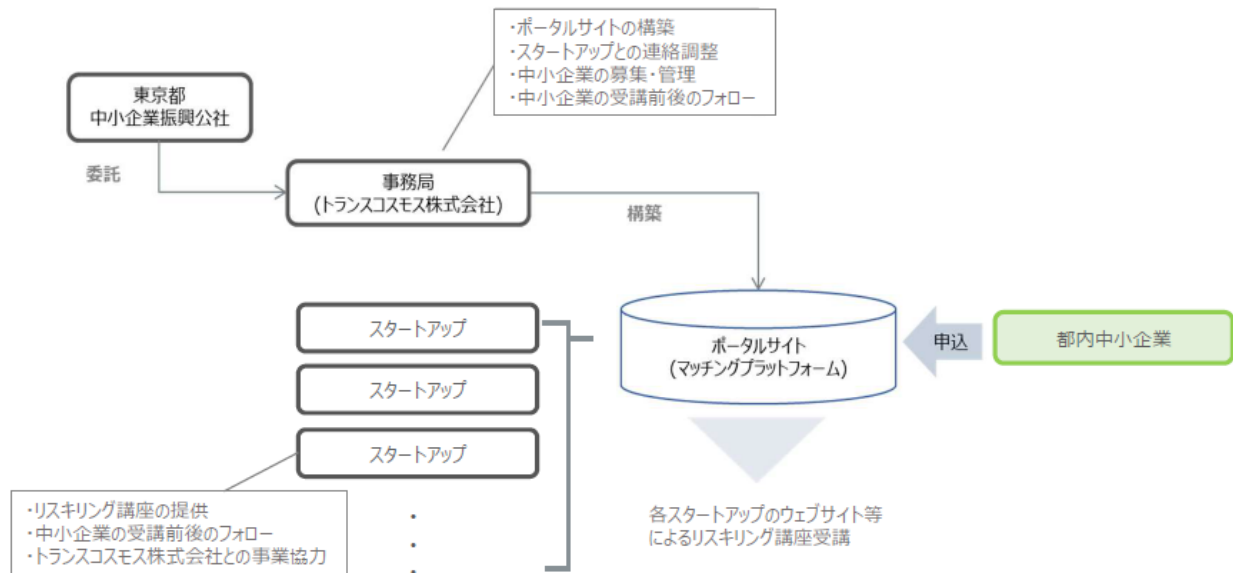 ・ポータルサイトの構築
・スタートアップとの連絡調整
・中小企業の募集・管理
・中小企業の受講前後のフォロー
東京都
中小企業振興公社
委託
事務局
(トランスコスモス株式会社)
構築
スタートアップ
スタートアップ
スタートアップ
ポータルサイト
(マッチングプラットフォーム)
申込
都内中小企業
・リスキリング講座の提供
・中小企業の受講前後のフォロー
・トランスコスモス株式会社との事業協力
・
・
・
各スタートアップのウェブサイト等
によるリスキリング講座受講